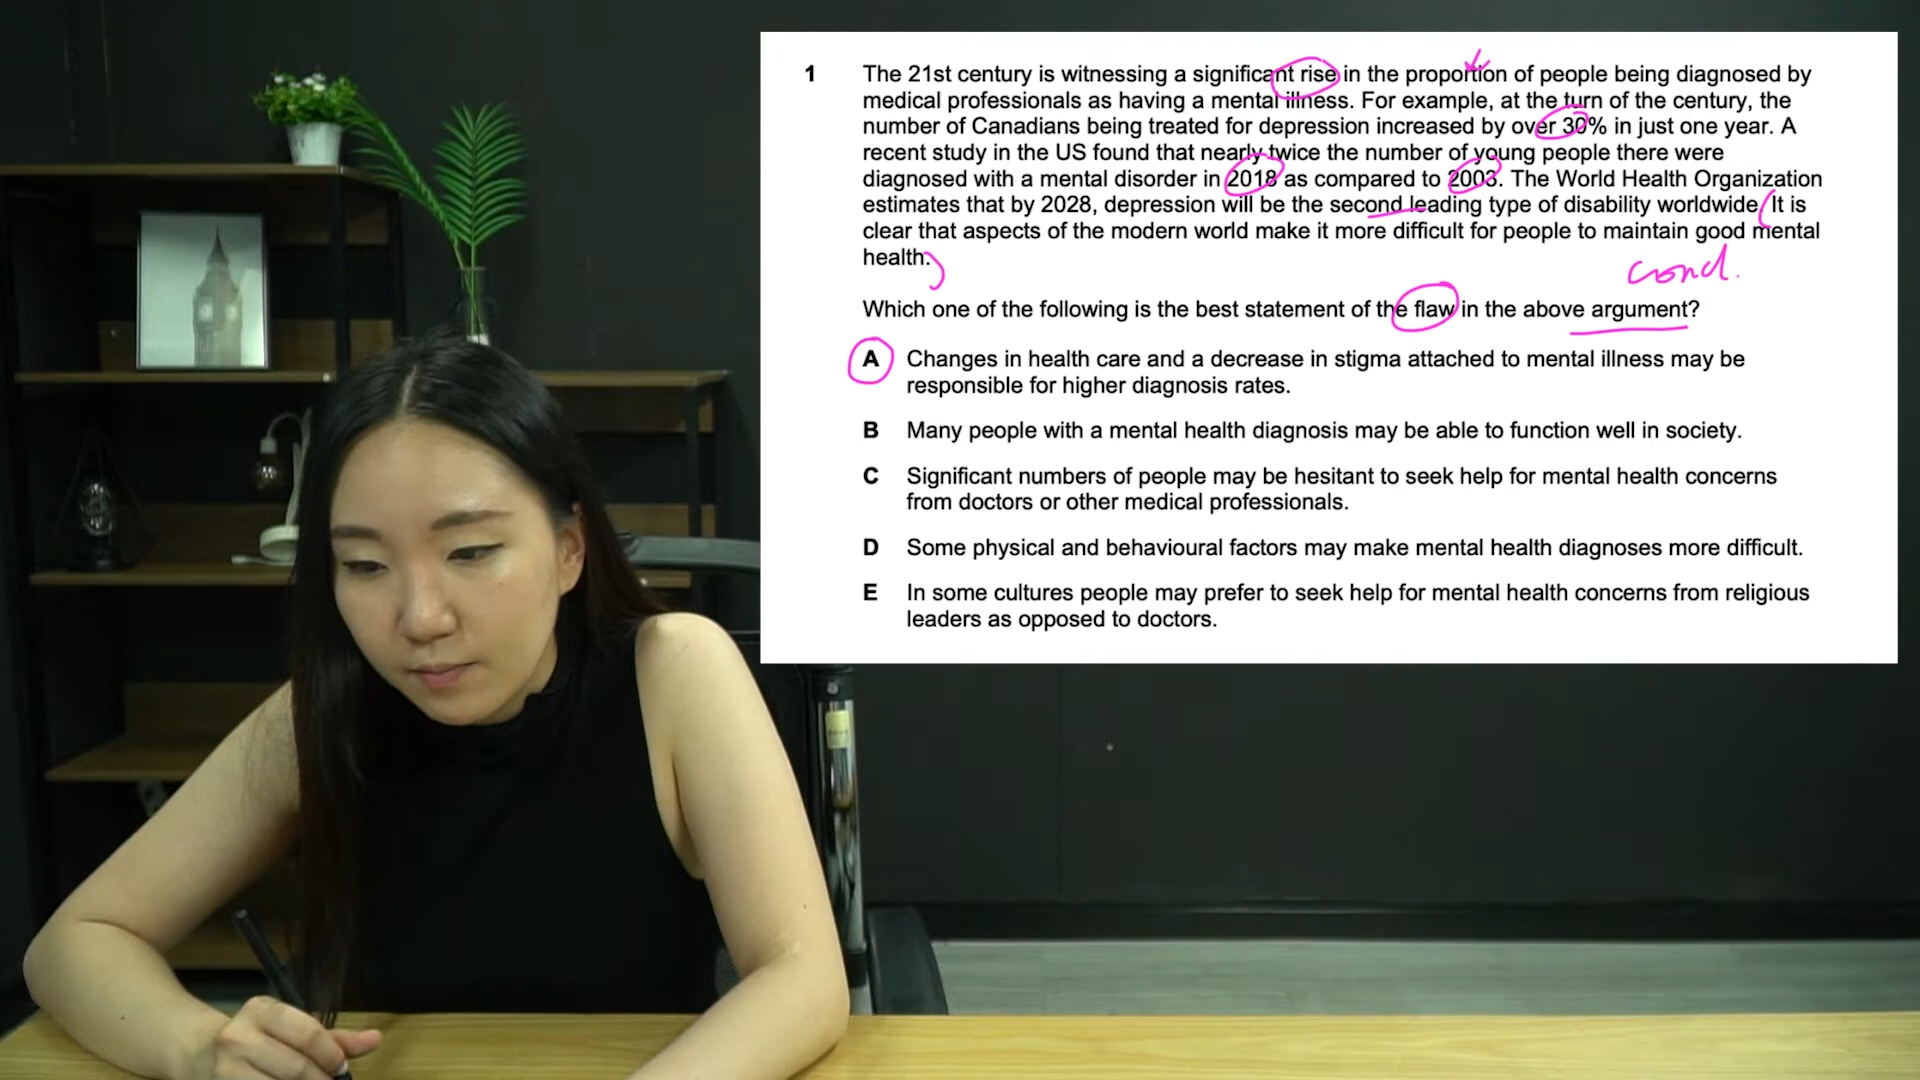 1 The 21st century is witnessing a significant rise in the proportion of people being diagnosed by
medical professionals as having a mental illness. For example, at the turn of the century, the
number of Canadians being treated for depression increased by over 30% in just one year. A
recent study in the US found that nearly twice the number of young people there were
diagnosed with a mental disorder in 2018 as compared to 2003. The World Health Organization
estimates that by 2028, depression will be the second leading type of disability worldwide. It is
clear that aspects of the modern world make it more difficult for people to maintain good mental
health.
concl.
Which one of the following is the best statement of the flaw in the above argument?
A Changes in health care and a decrease in stigma attached to mental illness may be
responsible for higher diagnosis rates.
B Many people with a mental health diagnosis may be able to function well in society.
C Significant numbers of people may be hesitant to seek help for mental health concerns
from doctors or other medical professionals.
D Some physical and behavioural factors may make mental health diagnoses more difficult.
E In some cultures people may prefer to seek help for mental health concerns from religious
leaders as opposed to doctors.